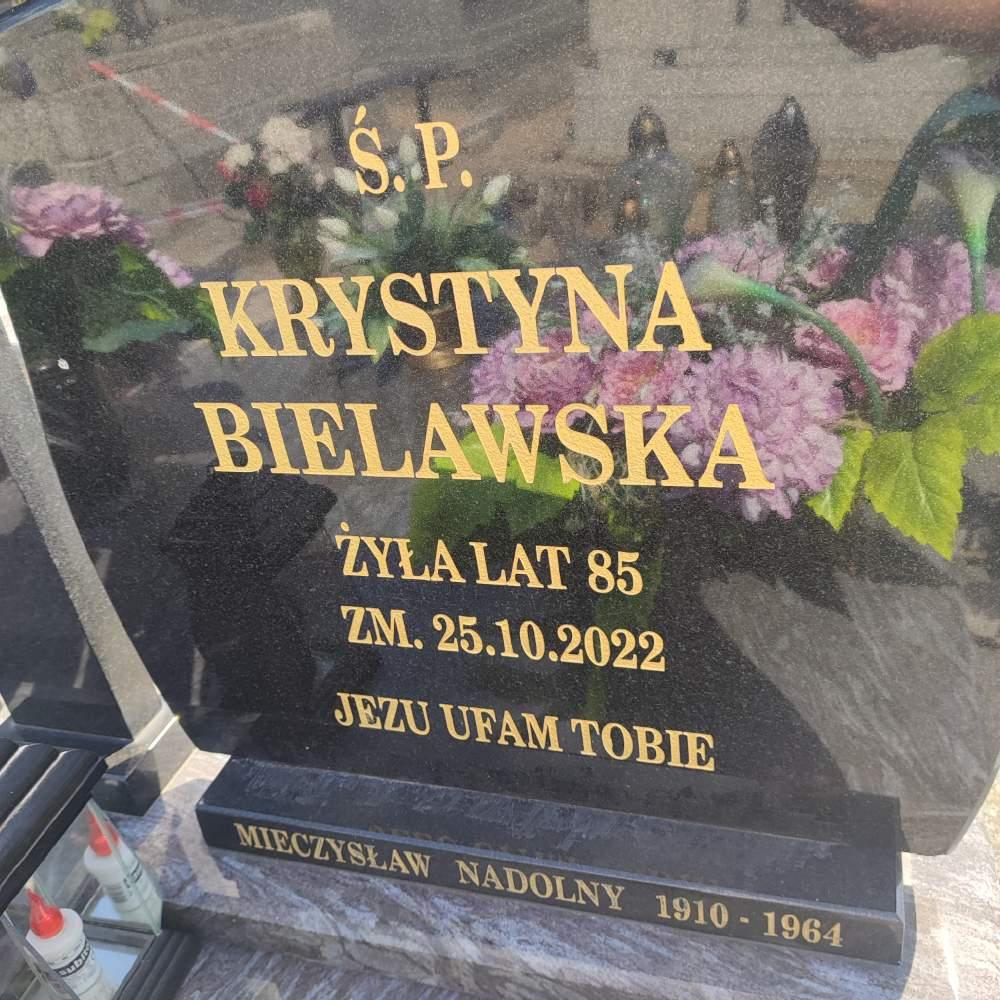 Ś. P.
KRYSTYNA
BIELAWSKA
ŻYŁA LAT 85
ZM. 25.10.2022
JEZU UFAM TOBIE
MIECZYSŁAW NADOLNY 1910 - 1964